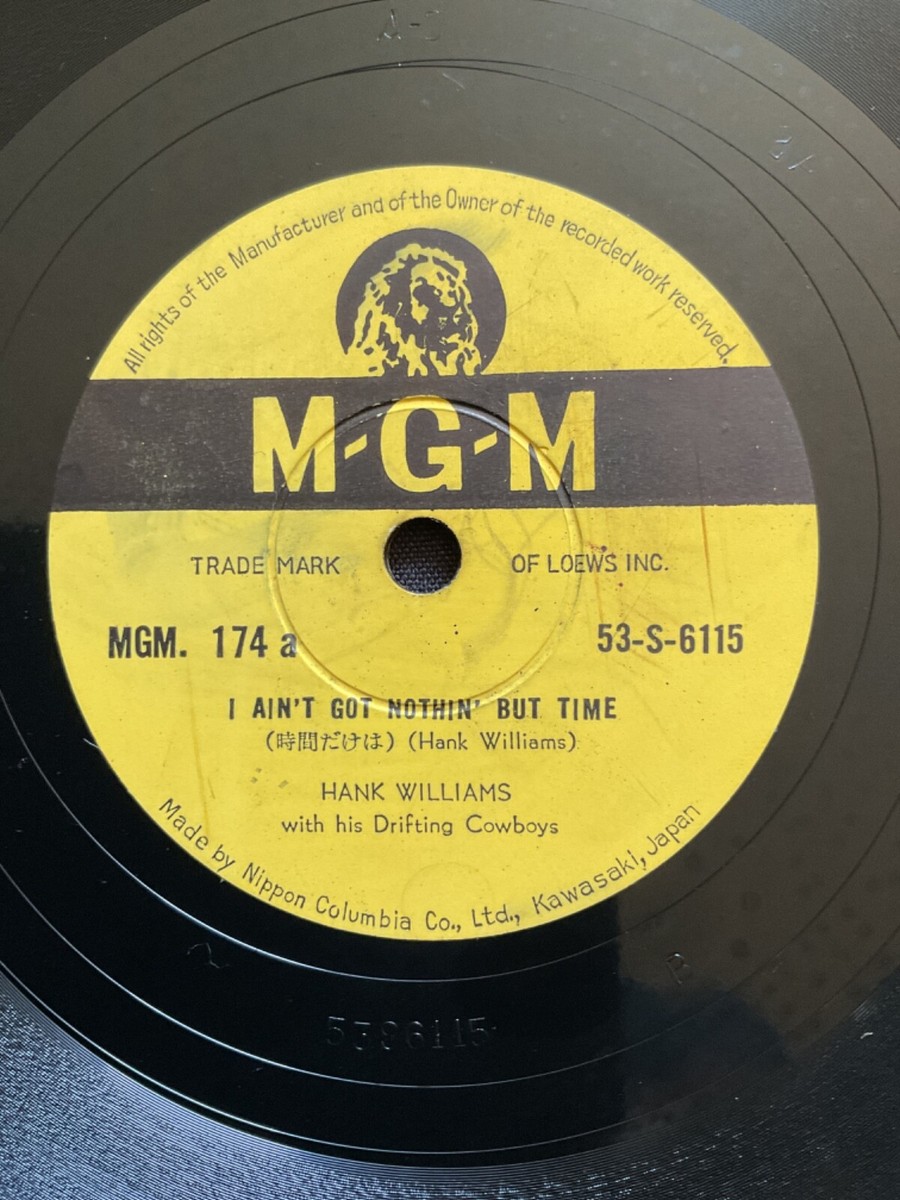 All rights of the Manufacturer and of the Owner of the recorded work reserved.
M-G-M
TRADE MARK OF LOEWS INC.
MGM. 174 a 53-S-6115
I AIN'T GOT NOTHIN' BUT TIME
(時間だけは) (Hank Williams)
HANK WILLIAMS
with his Drifting Cowboys
Made by Nippon Columbia Co., Ltd., Kawasaki, Japan
2
P
53S6115